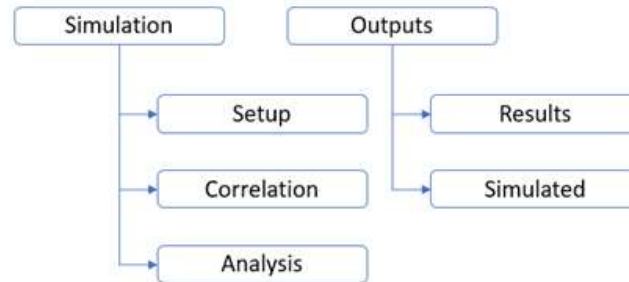 Simulation
Setup
Correlation
Analysis
Outputs
Results
Simulated